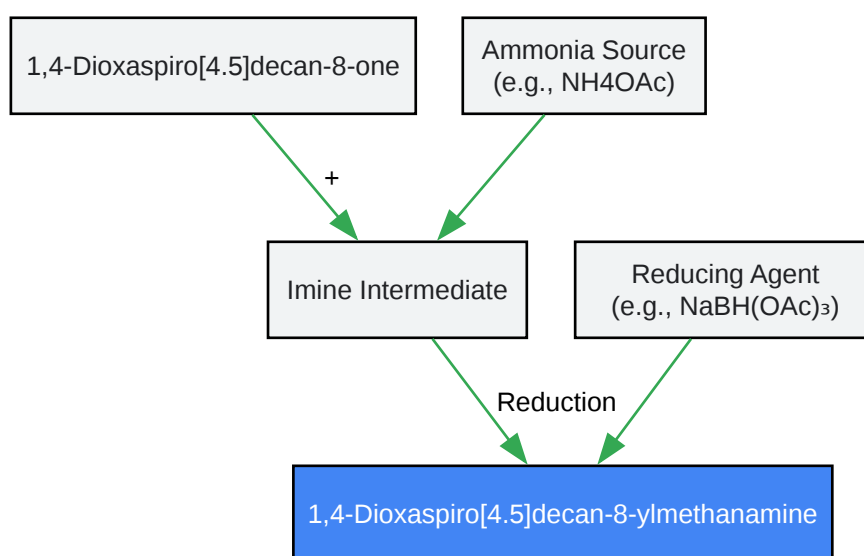 1,4-Dioxaspiro[4.5]decan-8-one
Ammonia Source
(e.g., NH4OAc)
+
Imine Intermediate
Reducing Agent
(e.g., NaBH(OAc)₃)
Reduction
1,4-Dioxaspiro[4.5]decan-8-ylmethanamine